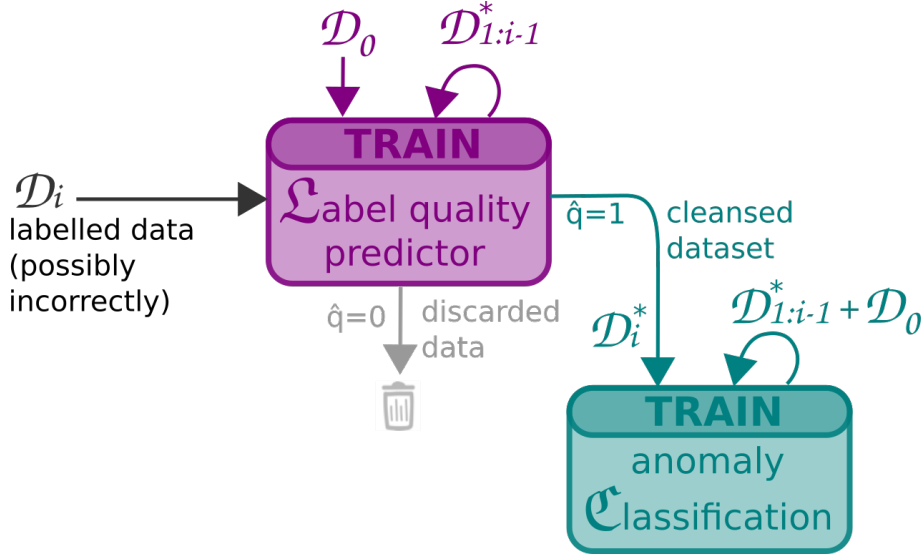 𝒟0
𝒟*1:i-1
TRAIN
𝔏abel quality
predictor
𝒟i
labelled data
(possibly
incorrectly)
q̂=1
cleansed
dataset
q̂=0
discarded
data
𝒟i*
𝒟*1:i-1 + 𝒟0
TRAIN
anomaly
ℭlassification